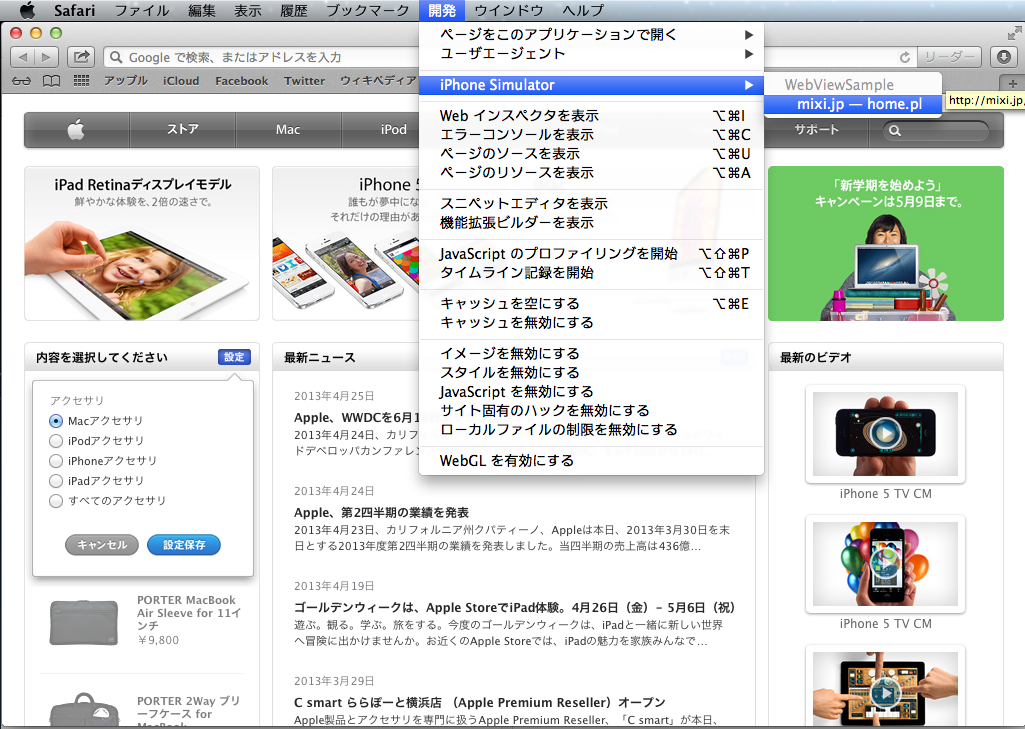 Safari ファイル 編集 表示 履歴 ブックマーク 開発 ウインドウ ヘルプ
Google で検索、またはアドレスを入力
リーダー
アップル iCloud Facebook Twitter ウィキペディア
ページをこのアプリケーションで開く
ユーザエージェント
iPhone Simulator
WebViewSample
mixi.jp — home.pl
http://mixi.jp
Web インスペクタを表示 ⌥⌘I
エラーコンソールを表示 ⌥⌘C
ページのソースを表示 ⌥⌘U
ページのリソースを表示 ⌥⌘A
スニペットエディタを表示
機能拡張ビルダーを表示
JavaScript のプロファイリングを開始 ⌥⇧⌘P
タイムライン記録を開始 ⌥⇧⌘T
キャッシュを空にする ⌥⌘E
キャッシュを無効にする
イメージを無効にする
スタイルを無効にする
JavaScript を無効にする
サイト固有のハックを無効にする
ローカルファイルの制限を無効にする
WebGL を有効にする
ストア Mac iPod サポート
iPad Retinaディスプレイモデル
鮮やかな体験を、2倍の速さで。
iPhone 5
誰もが夢中にな
それだけの理由があ
「新学期を始めよう」
キャンペーンは5月9日まで。
内容を選択してください 設定
アクセサリ
Macアクセサリ
iPodアクセサリ
iPhoneアクセサリ
iPadアクセサリ
すべてのアクセサリ
キャンセル 設定保存
PORTER MacBook
Air Sleeve for 11イ
ンチ
￥9,800
PORTER 2Way ブリ
ーフケース for
MacBook
最新ニュース
2013年4月25日
Apple、WWDCを6月1
2013年4月24日、カリフ
ドデベロッパカンファレン
2013年4月24日
Apple、第2四半期の業績を発表
2013年4月23日、カリフォルニア州クパティーノ、Appleは本日、2013年3月30日を末
日とする2013年度第2四半期の業績を発表しました。当四半期の売上高は436億...
2013年4月19日
ゴールデンウィークは、Apple StoreでiPad体験。4月26日（金）– 5月6日（祝）
遊ぶ。観る。学ぶ。旅をする。今度のゴールデンウィークは、iPadと一緒に新しい世界
へ冒険に出かけませんか。お近くのApple Storeでは、iPadの魅力を家族みんなで...
2013年3月29日
C smart ららぽーと横浜店 （Apple Premium Reseller）オープン
Apple製品とアクセサリを専門に扱うApple Premium Reseller、「C smart」が本日、
最新のビデオ
iPhone 5 TV CM
iPhone 5 TV CM